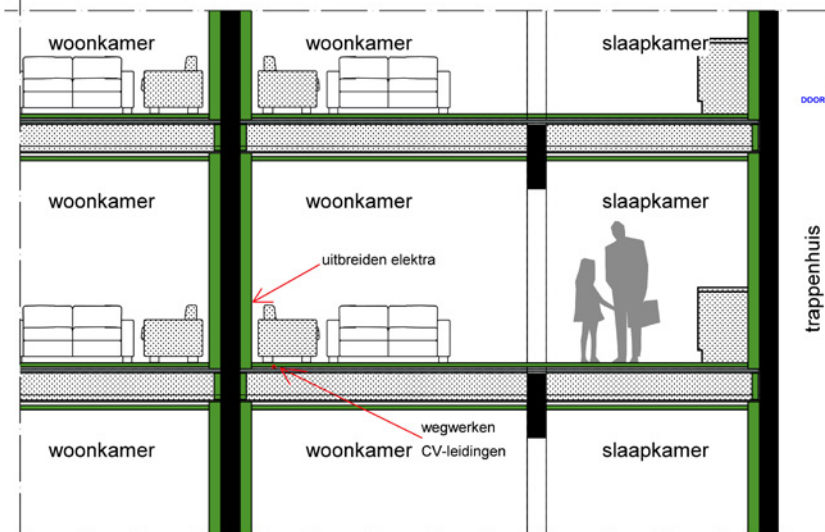 woonkamer woonkamer slaapkamer
DOOR
woonkamer woonkamer slaapkamer
uitbreiden elektra
trappenhuis
wegwerken
CV-leidingen
woonkamer woonkamer slaapkamer